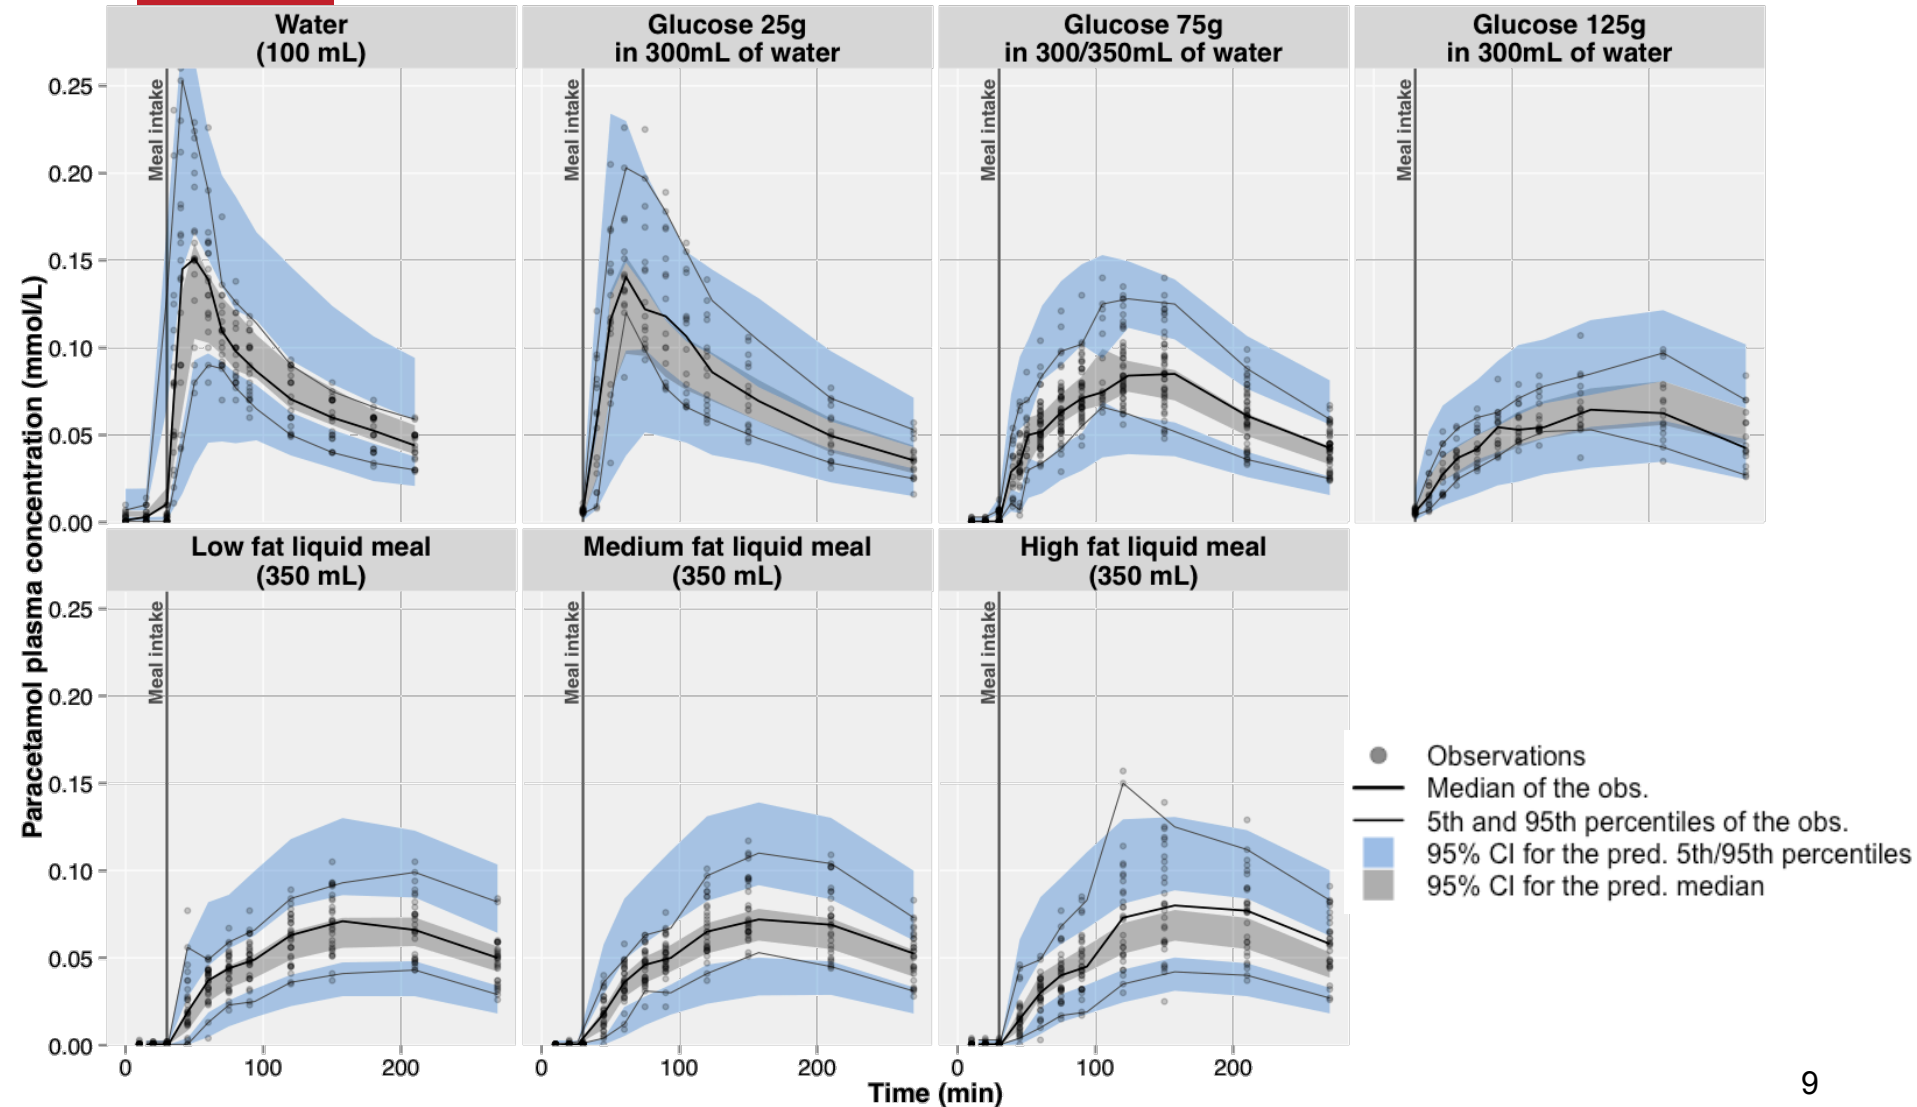 Water
(100 mL)
Glucose 25g
in 300mL of water
Glucose 75g
in 300/350mL of water
Glucose 125g
in 300mL of water
Meal intake
Meal intake
Meal intake
Meal intake
0.25
0.20
0.15
0.10
0.05
0.00
Paracetamol plasma concentration (nmol/L)
Low fat liquid meal
(350 mL)
Medium fat liquid meal
(350 mL)
High fat liquid meal
(350 mL)
Meal intake
Meal intake
Meal intake
0.25
0.20
0.15
0.10
0.05
0.00
0
100
200
0
100
200
0
100
200
Time (min)
Observations
Median of the obs.
5th and 95th percentiles of the obs.
95% CI for the pred. 5th/95th percentiles
95% CI for the pred. median
9